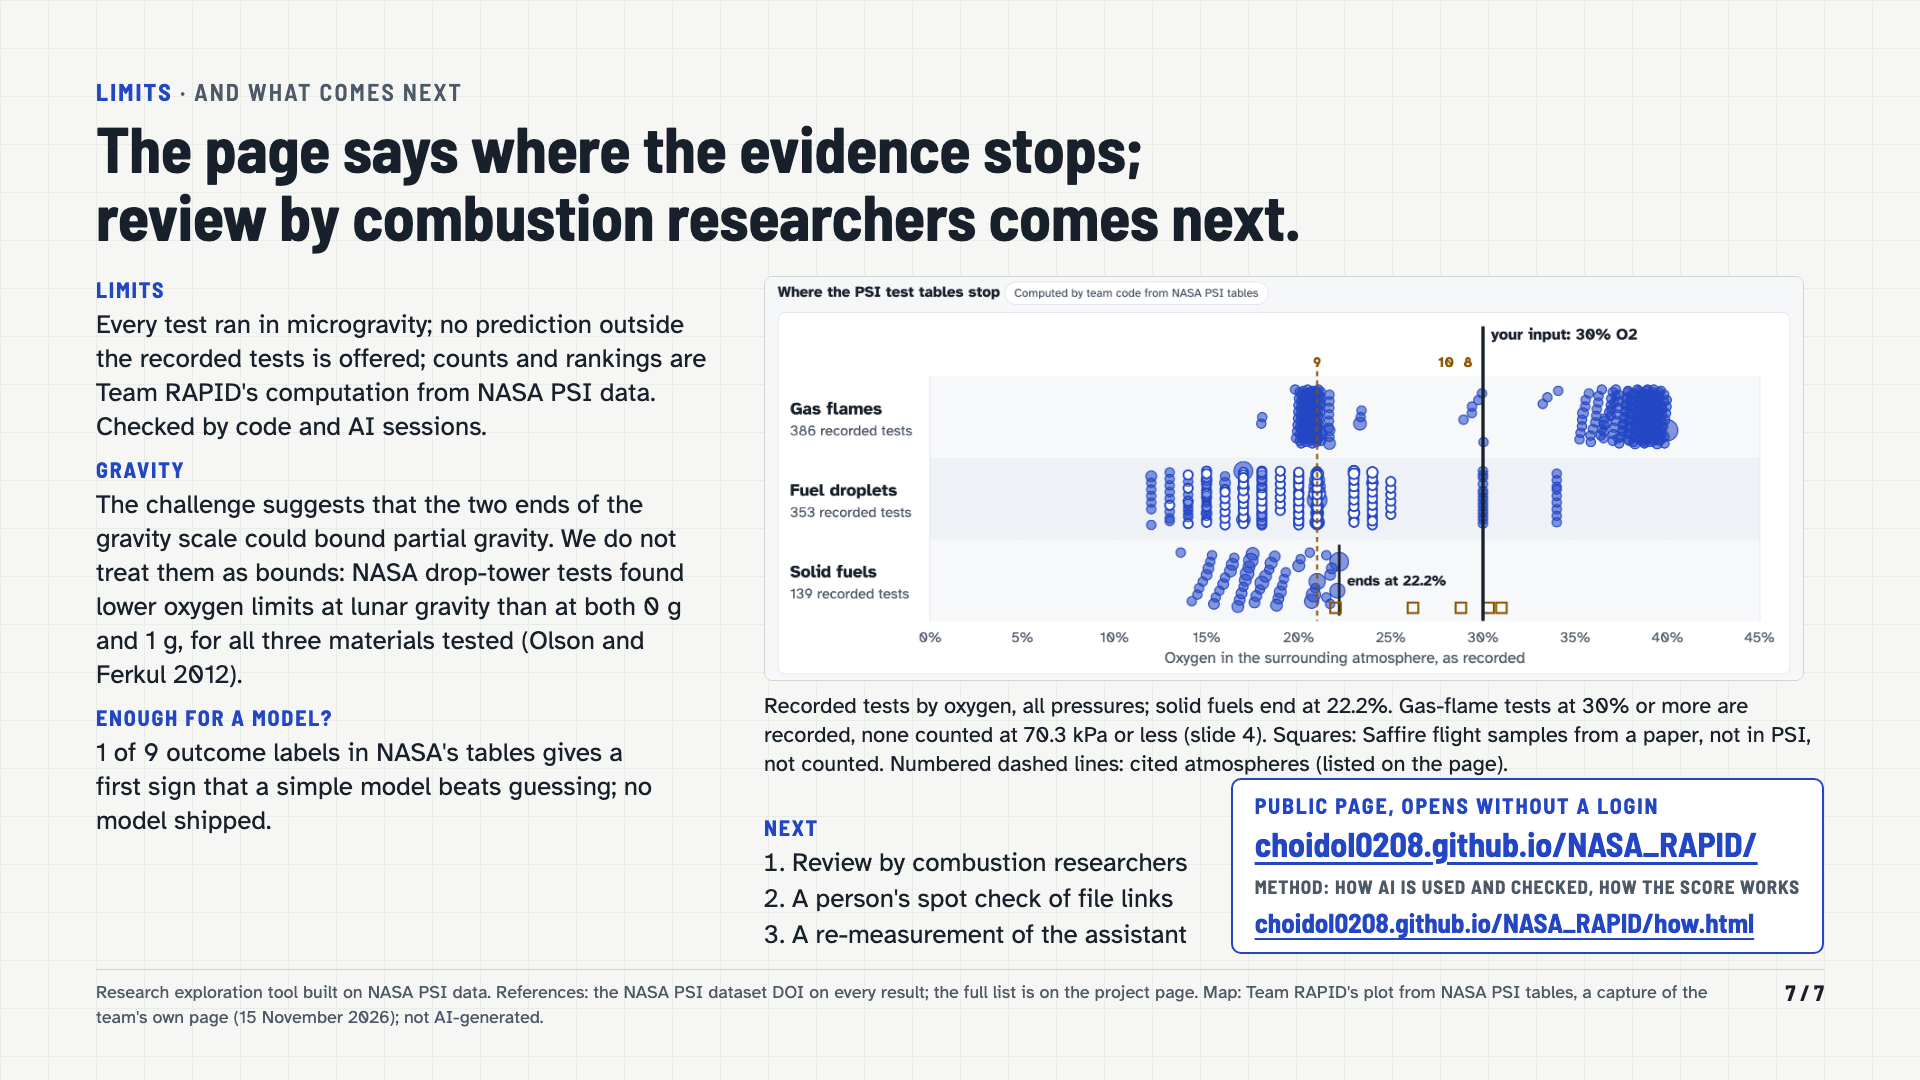 LIMITS · AND WHAT COMES NEXT
The page says where the evidence stops;
review by combustion researchers comes next.
LIMITS
Every test ran in microgravity; no prediction outside
the recorded tests is offered; counts and rankings are
Team RAPID's computation from NASA PSI data.
Checked by code and AI sessions.
GRAVITY
The challenge suggests that the two ends of the
gravity scale could bound partial gravity. We do not
treat them as bounds: NASA drop-tower tests found
lower oxygen limits at lunar gravity than at both 0 g
and 1 g, for all three materials tested (Olson and
Ferkul 2012).
ENOUGH FOR A MODEL?
1 of 9 outcome labels in NASA's tables gives a
first sign that a simple model beats guessing; no
model shipped.
Where the PSI test tables stop Computed by team code from NASA PSI tables
your input: 30% O2
9 10 8
Gas flames
386 recorded tests
Fuel droplets
353 recorded tests
Solid fuels
139 recorded tests
ends at 22.2%
0% 5% 10% 15% 20% 25% 30% 35% 40% 45%
Oxygen in the surrounding atmosphere, as recorded
Recorded tests by oxygen, all pressures; solid fuels end at 22.2%. Gas-flame tests at 30% or more are
recorded, none counted at 70.3 kPa or less (slide 4). Squares: Saffire flight samples from a paper, not in PSI,
not counted. Numbered dashed lines: cited atmospheres (listed on the page).
NEXT
1. Review by combustion researchers
2. A person's spot check of file links
3. A re-measurement of the assistant
PUBLIC PAGE, OPENS WITHOUT A LOGIN
choidol0208.github.io/NASA_RAPID/
METHOD: HOW AI IS USED AND CHECKED, HOW THE SCORE WORKS
choidol0208.github.io/NASA_RAPID/how.html
Research exploration tool built on NASA PSI data. References: the NASA PSI dataset DOI on every result; the full list is on the project page. Map: Team RAPID's plot from NASA PSI tables, a capture of the
team's own page (15 November 2026); not AI-generated.
7 / 7